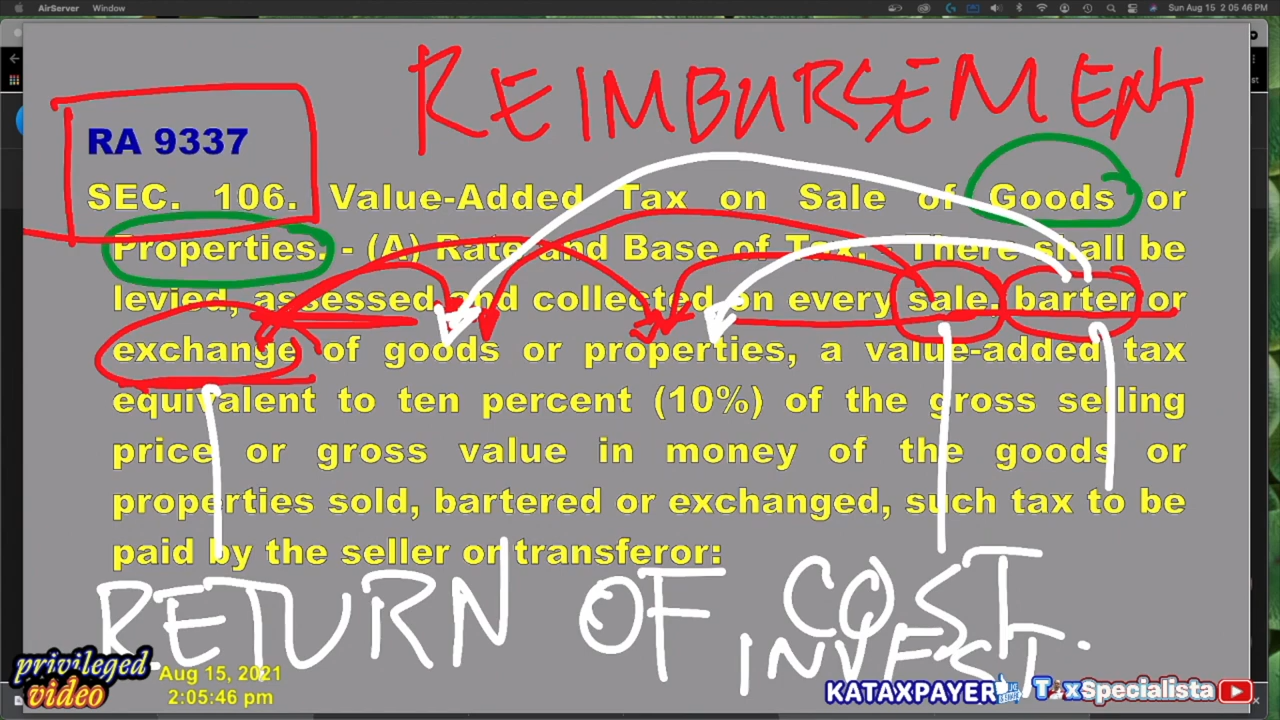 AirServer Window Sun Aug 15 2:05:46 PM
REIMBURSEMENT
RA 9337
SEC. 106. Value-Added Tax on Sale of Goods or
Properties. - (A) Rate and Base of Tax. - There shall be
levied, assessed and collected on every sale, barter or
exchange of goods or properties, a value-added tax
equivalent to ten percent (10%) of the gross selling
price or gross value in money of the goods or
properties sold, bartered or exchanged, such tax to be
paid by the seller or transferor:
RETURN OF COST.
INVEST.
privileged
video
Aug 15, 2021
2:05:46 pm
KATAXPAYER TaxSpecialista